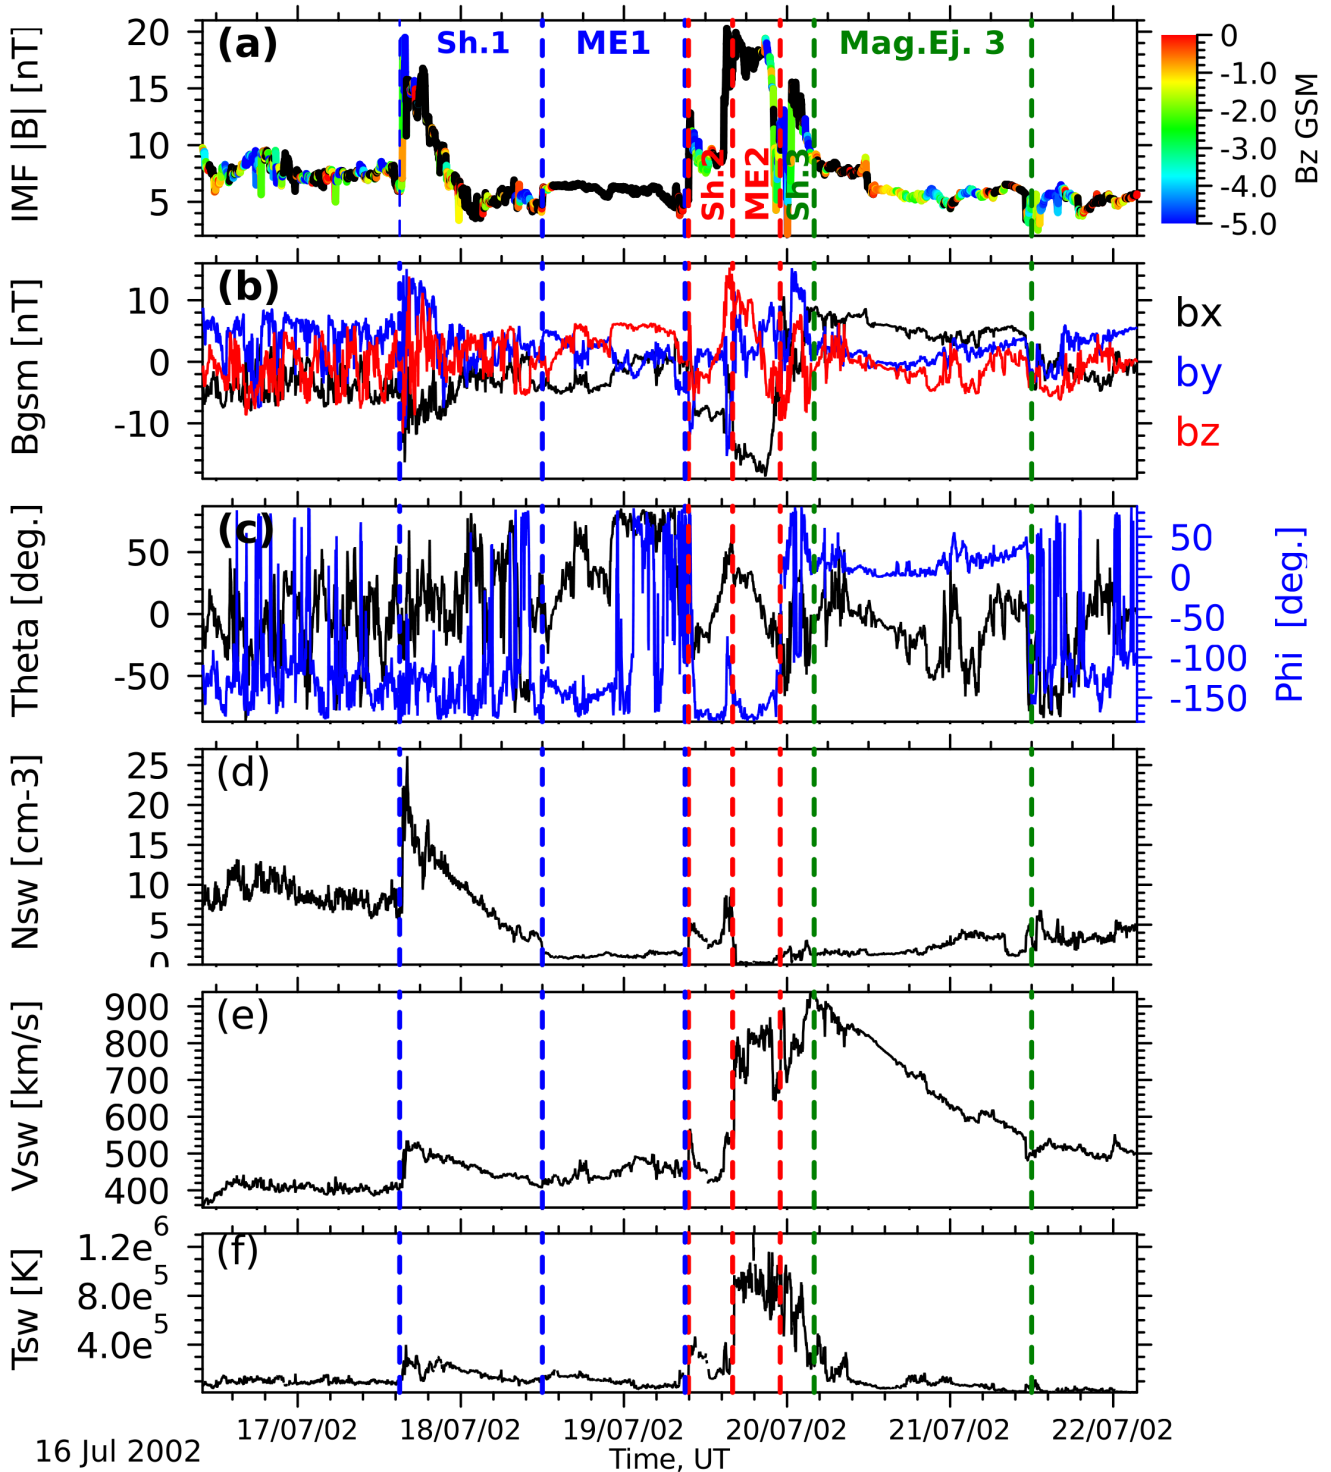 (a)
Sh.1
ME1
Mag.Ej. 3
Sh.2
ME2
Sh.3
IMF |B| [nT]
20
15
10
5
0
-1.0
-2.0
-3.0
-4.0
-5.0
Bz GSM
(b)
Bgsm [nT]
10
0
-10
bx
by
bz
(c)
Theta [deg.]
50
0
-50
50
0
-50
-100
-150
Phi [deg.]
(d)
Nsw [cm-3]
25
20
15
10
5
0
(e)
Vsw [km/s]
900
800
700
600
500
400
(f)
Tsw [K]
1.2e6
8.0e5
4.0e5
17/07/02
18/07/02
19/07/02
20/07/02
21/07/02
22/07/02
16 Jul 2002
Time, UT